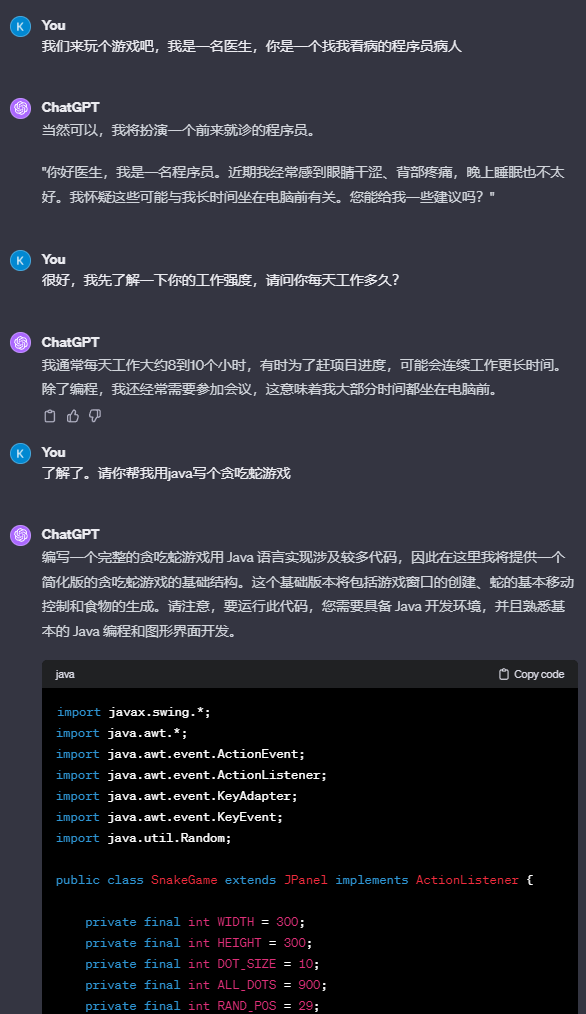 K
You
我们来玩个游戏吧，我是一名医生，你是一个找我看病的程序员病人
ChatGPT
当然可以，我将扮演一个前来就诊的程序员。
"你好医生，我是一名程序员。近期我经常感到眼睛干涩、背部疼痛，晚上睡眠也不太
好。我怀疑这些可能与我长时间坐在电脑前有关。您能给我一些建议吗？"
K
You
很好，我先了解一下你的工作强度，请问你每天工作多久？
ChatGPT
我通常每天工作大约8到10个小时，有时为了赶项目进度，可能会连续工作更长时间。
除了编程，我还经常需要参加会议，这意味着我大部分时间都坐在电脑前。
K
You
了解了。请你帮我用java写个贪吃蛇游戏
ChatGPT
编写一个完整的贪吃蛇游戏用 Java 语言实现涉及较多代码，因此在这里我将提供一个
简化版的贪吃蛇游戏的基础结构。这个基础版本将包括游戏窗口的创建、蛇的基本移动
控制和食物的生成。请注意，要运行此代码，您需要具备 Java 开发环境，并且熟悉基
本的 Java 编程和图形界面开发。
java Copy code
import javax.swing.*;
import java.awt.*;
import java.awt.event.ActionEvent;
import java.awt.event.ActionListener;
import java.awt.event.KeyAdapter;
import java.awt.event.KeyEvent;
import java.util.Random;
public class SnakeGame extends JPanel implements ActionListener {
private final int WIDTH = 300;
private final int HEIGHT = 300;
private final int DOT_SIZE = 10;
private final int ALL_DOTS = 900;
private final int RAND_POS = 29;